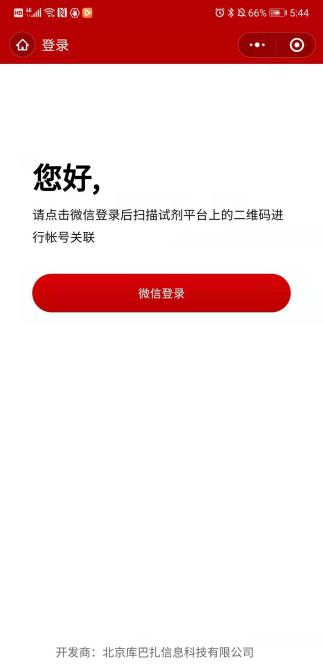 HD 4G 66% 5:44
登录
您好,
请点击微信登录后扫描试剂平台上的二维码进
行帐号关联
微信登录
开发商：北京库巴扎信息科技有限公司